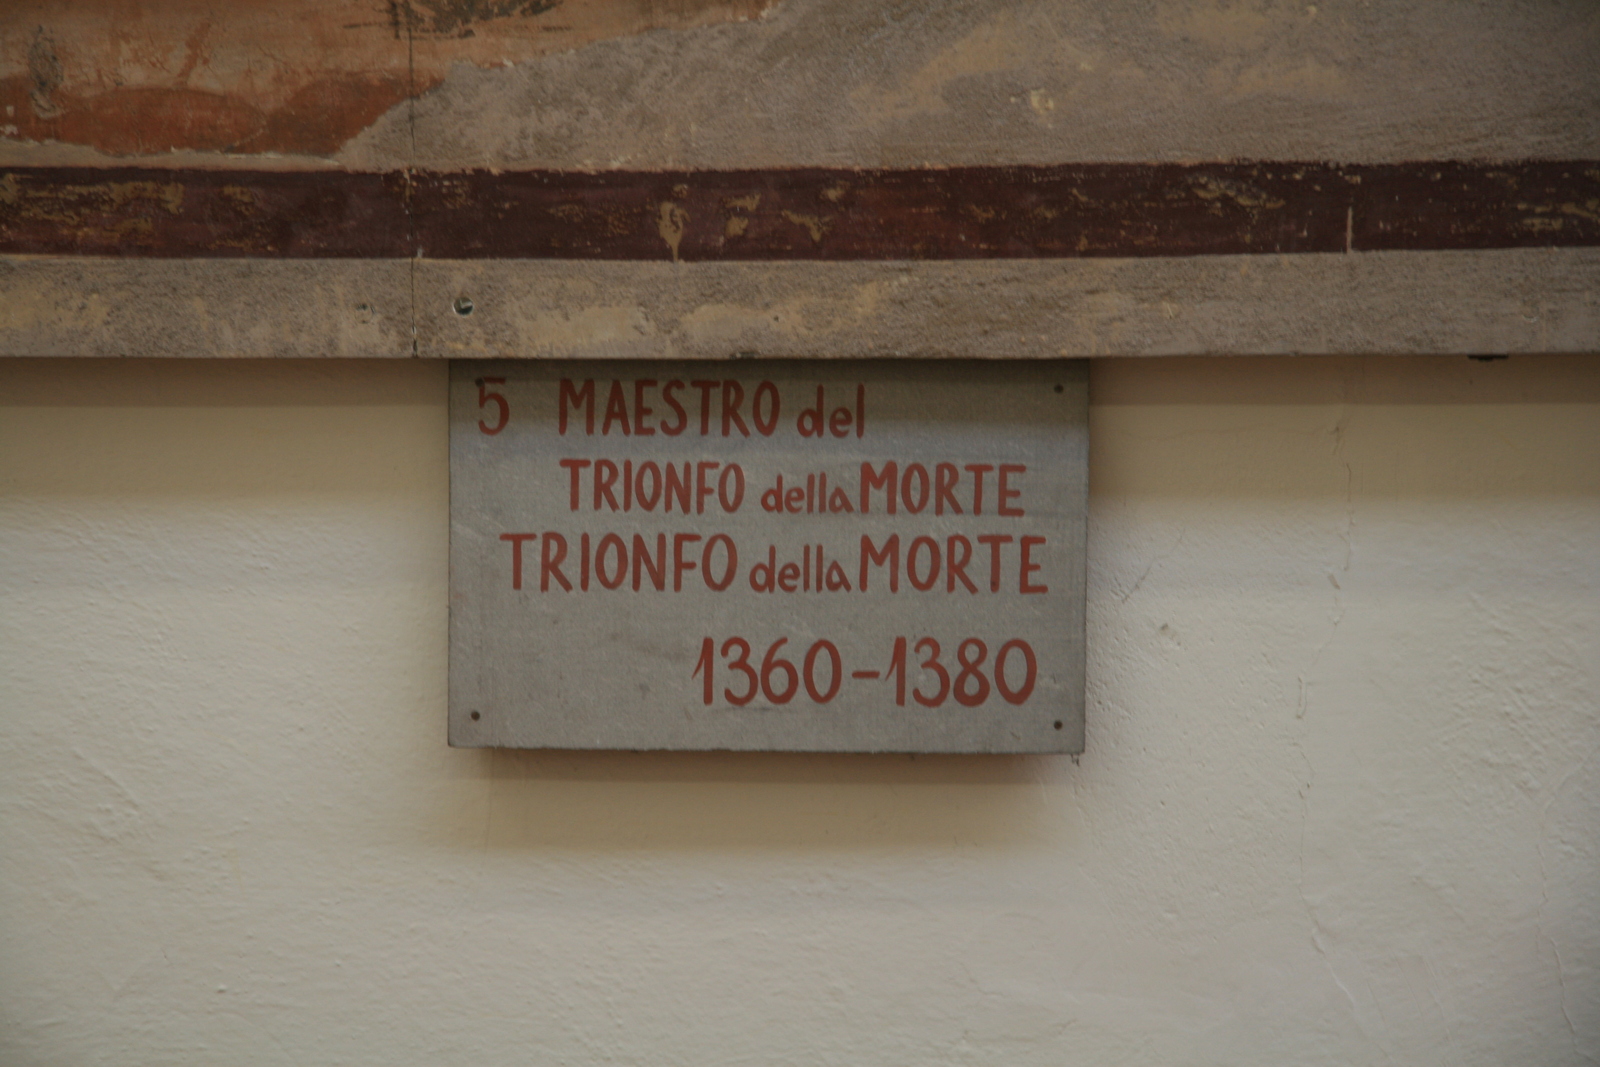 5 MAESTRO del
TRIONFO della MORTE
TRIONFO della MORTE
1360-1380